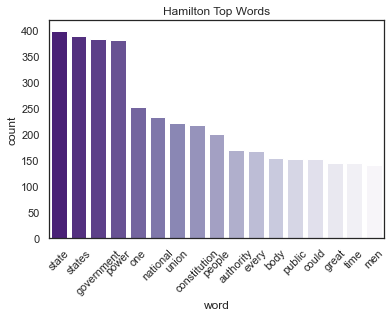 Hamilton Top Words
400
350
300
250
200
150
100
50
0
count
state
states
government
power
one
national
union
constitution
people
authority
every
body
public
could
great
time
men
word